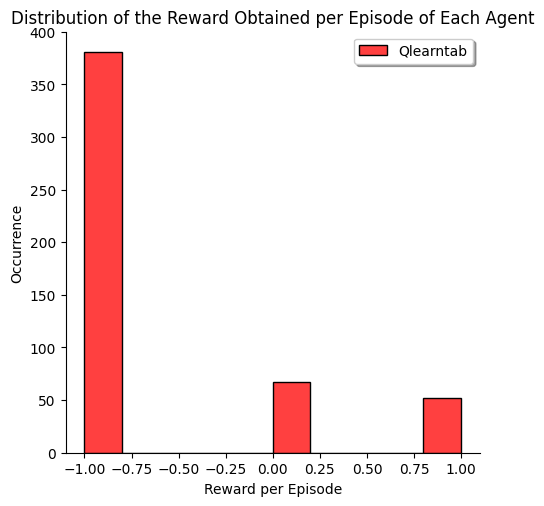 Distribution of the Reward Obtained per Episode of Each Agent
Qlearntab
400
350
300
250
200
150
100
50
0
Occurrence
−1.00 −0.75 −0.50 −0.25 0.00 0.25 0.50 0.75 1.00
Reward per Episode